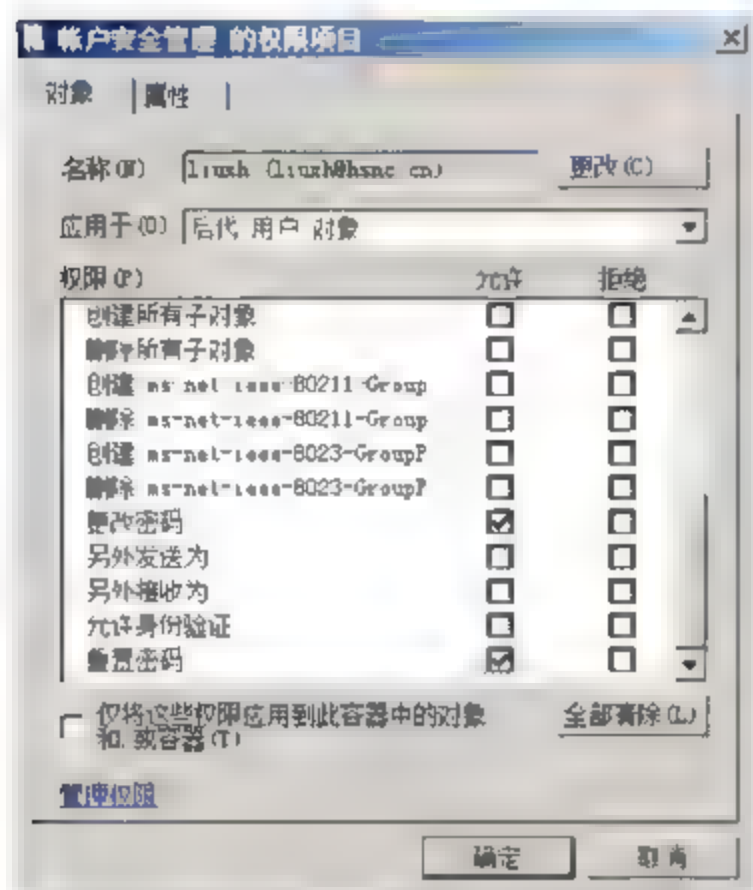 帐户安全管理 的权限项目
对象 属性
名称(N) liuxh (liuxh@hsnc cn) 更改(C)
应用于(O) 后代 用户 对象
权限(P) 允许 拒绝
创建所有子对象
删除所有子对象
创建 ms-net-ieee-80211-Group
删除 ms-net-ieee-80211-Group
创建 ms-net-ieee-8023-GroupP
删除 ms-net-ieee-8023-GroupP
更改密码
另外发送为
另外接收为
允许身份验证
重置密码
仅将这些权限应用到此容器中的对象
和 或容器(T)
全部清除(L)
管理权限
确定 取消